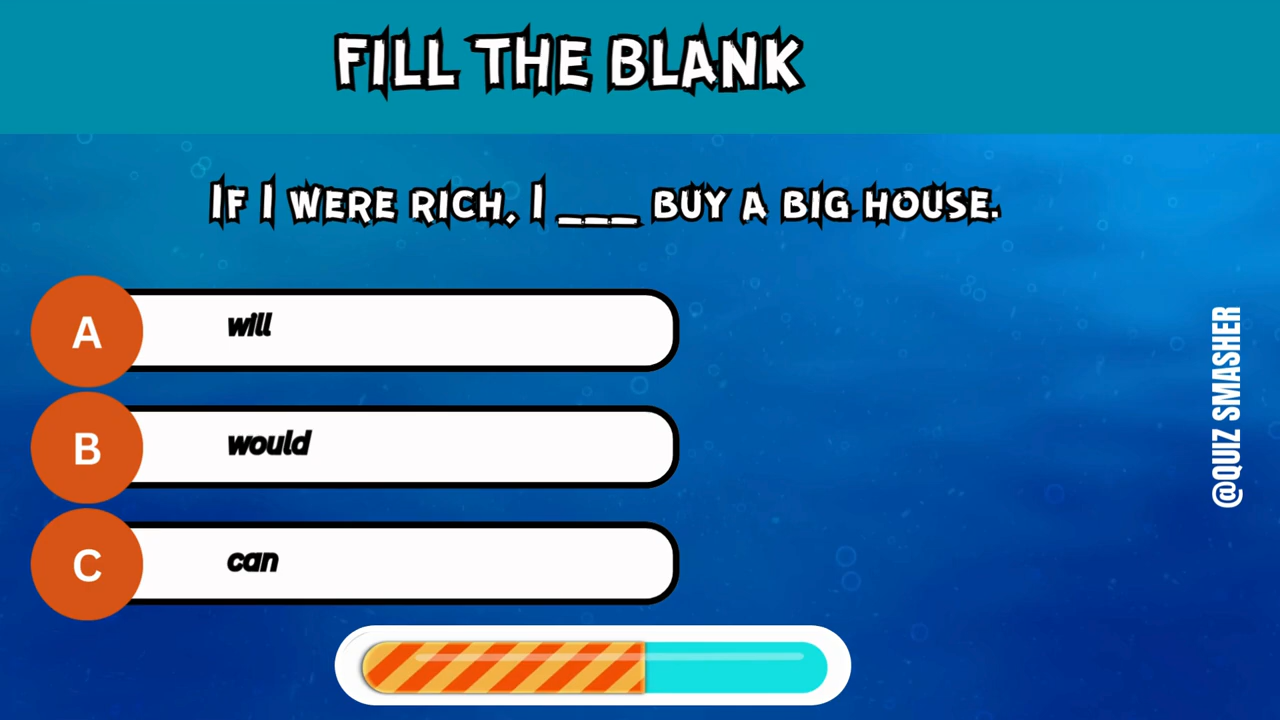 FILL THE BLANK
IF I WERE RICH, I ___ BUY A BIG HOUSE.
A will
B would
C can
@QUIZ SMASHER